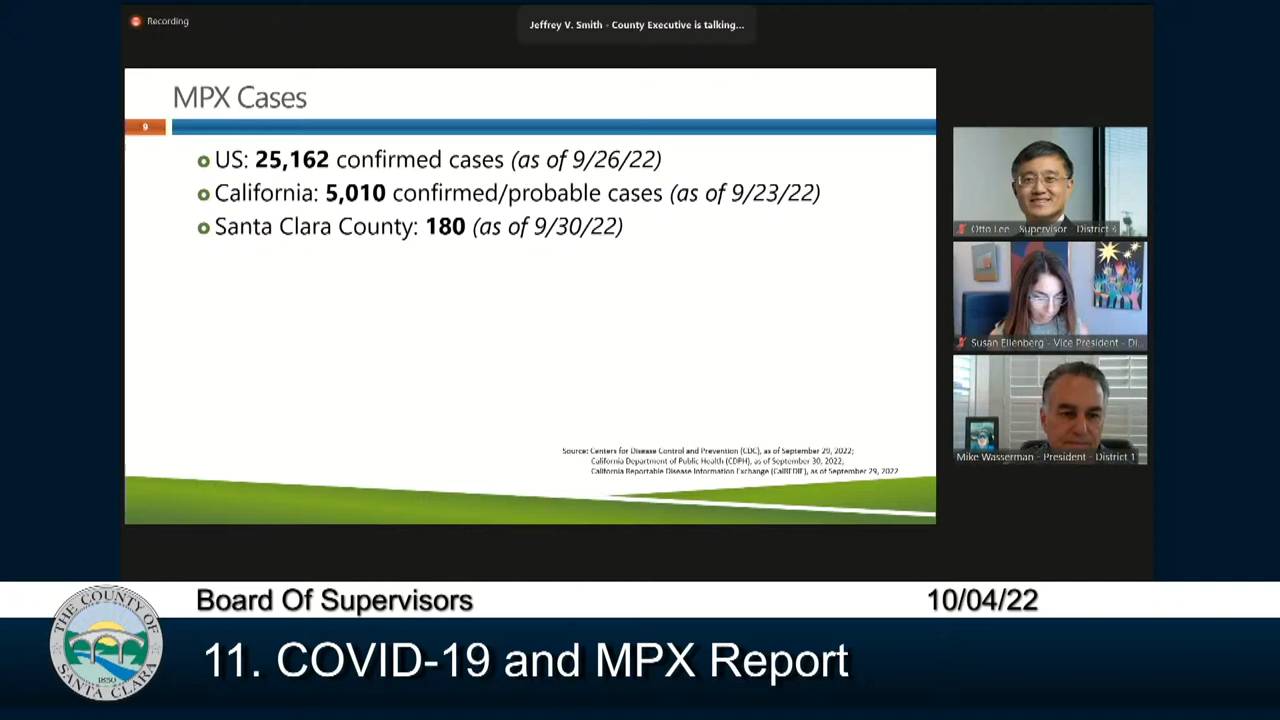 Recording
Jeffrey V. Smith - County Executive is talking...
MPX Cases
9
US: 25,162 confirmed cases (as of 9/26/22)
California: 5,010 confirmed/probable cases (as of 9/23/22)
Santa Clara County: 180 (as of 9/30/22)
Source: Centers for Disease Control and Prevention (CDC), as of September 29, 2022;
California Department of Public Health (CDPH), as of September 30, 2022;
California Reportable Disease Information Exchange (CalREDIE), as of September 29, 2022
Otto Lee - Supervisor - District
Susan Ellenberg - Vice President - Di...
Mike Wasserman - President - District 1
Board Of Supervisors
10/04/22
THE COUNTY OF
SANTA CLARA
1850
11. COVID-19 and MPX Report